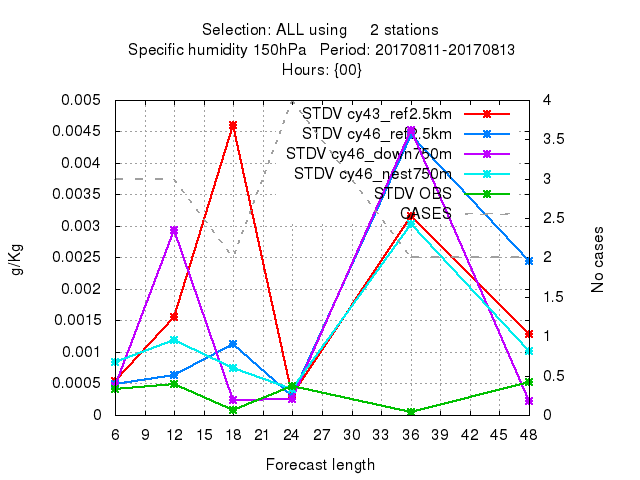 Selection: ALL using 2 stations
Specific humidity 150hPa Period: 20170811-20170813
Hours: {00}
0.005
0.0045
0.004
0.0035
0.003
0.0025
0.002
0.0015
0.001
0.0005
0
g/Kg
STDV cy43_ref2.5km
STDV cy46_ref2.5km
STDV cy46_down750m
STDV cy46_nest750m
STDV OBS
CASES
4
3.5
3
2.5
2
1.5
1
0.5
0
No cases
6 9 12 15 18 21 24 27 30 33 36 39 42 45 48
Forecast length